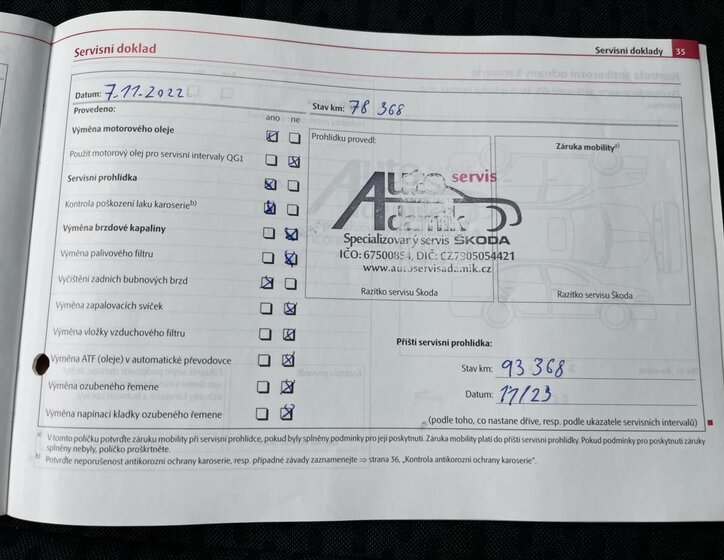 Servisní doklad
Servisní doklady 35
Datum: 7.11.2022
Stav km: 78 368
Provedeno:
ano ne
Výměna motorového oleje
Použit motorový olej pro servisní intervaly QG1
Servisní prohlídka
Kontrola poškození laku karoserie b)
Výměna brzdové kapaliny
Výměna palivového filtru
Vyčištění zadních bubnových brzd
Výměna zapalovacích svíček
Výměna vložky vzduchového filtru
Výměna ATF (oleje) v automatické převodovce
Výměna ozubeného řemene
Výměna napínací kladky ozubeného řemene
Prohlídku provedl:
Auto servis
Adamík
Specializovaný servis ŠKODA
IČO: 67500854, DIČ: CZ7905054421
www.autoservisadamik.cz
Razítko servisu Škoda
Záruka mobility a)
Razítko servisu Škoda
Příští servisní prohlídka:
Stav km: 93 368
Datum: 11/23
(podle toho, co nastane dříve, resp. podle ukazatele servisních intervalů)
a) V tomto políčku potvrďte záruku mobility při servisní prohlídce, pokud byly splněny podmínky pro její poskytnutí. Záruka mobility platí do příští servisní prohlídky. Pokud podmínky pro poskytnutí záruky
splněny nebyly, políčko proškrtněte.
b) Potvrďte neporušenost antikorozní ochrany karoserie, resp. případné závady zaznamenejte ⇒ strana 36, „Kontrola antikorozní ochrany karoserie“.